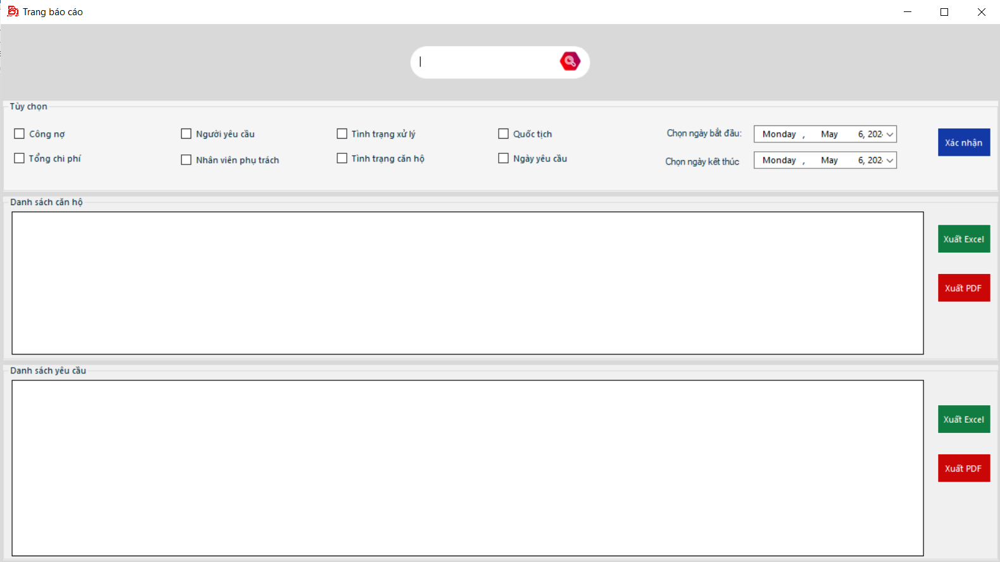 Trang báo cáo
Tùy chọn
Công nợ
Người yêu cầu
Tình trạng xử lý
Quốc tịch
Chọn ngày bắt đầu:
Monday , May 6, 202
Xác nhận
Tổng chi phí
Nhân viên phụ trách
Tình trạng căn hộ
Ngày yêu cầu
Chọn ngày kết thúc
Monday , May 6, 202
Danh sách căn hộ
Xuất Excel
Xuất PDF
Danh sách yêu cầu
Xuất Excel
Xuất PDF